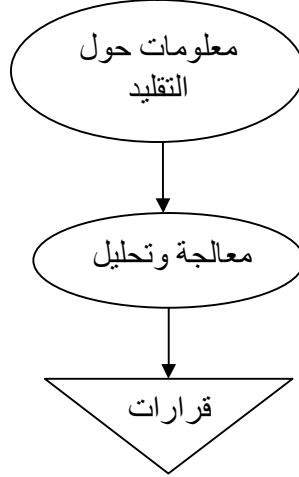 معلومات حول
التقليد
معالجة وتحليل
قرارات